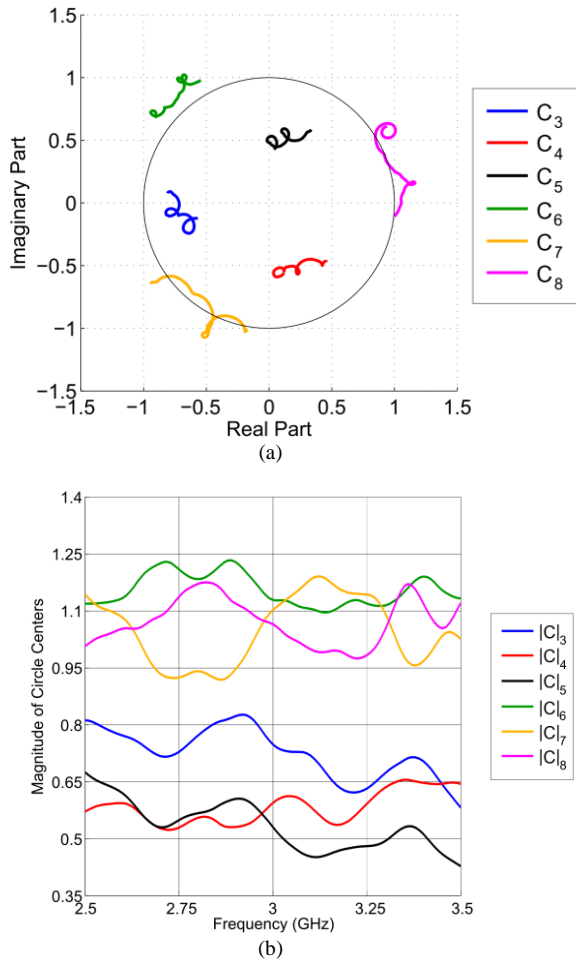 1.5
1
0.5
0
−0.5
−1
−1.5
Imaginary Part
−1.5 −1 −0.5 0 0.5 1 1.5
Real Part
C3
C4
C5
C6
C7
C8
(a)
1.4
1.25
1.1
0.95
0.8
0.65
0.5
0.35
Magnitude of Circle Centers
2.5 2.75 3 3.25 3.5
Frequency (GHz)
|C|3
|C|4
|C|5
|C|6
|C|7
|C|8
(b)